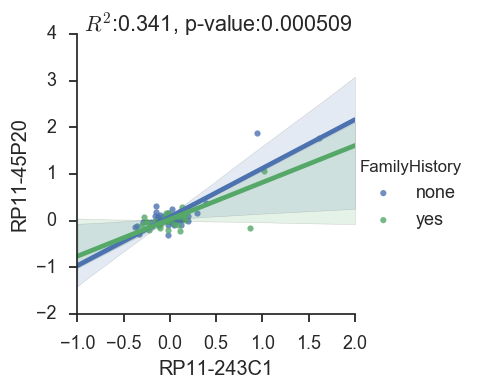 R²:0.341, p-value:0.000509
4
3
2
1
0
−1
−2
RP11-45P20
−1.0 −0.5 0.0 0.5 1.0 1.5 2.0
RP11-243C1
FamilyHistory
none
yes